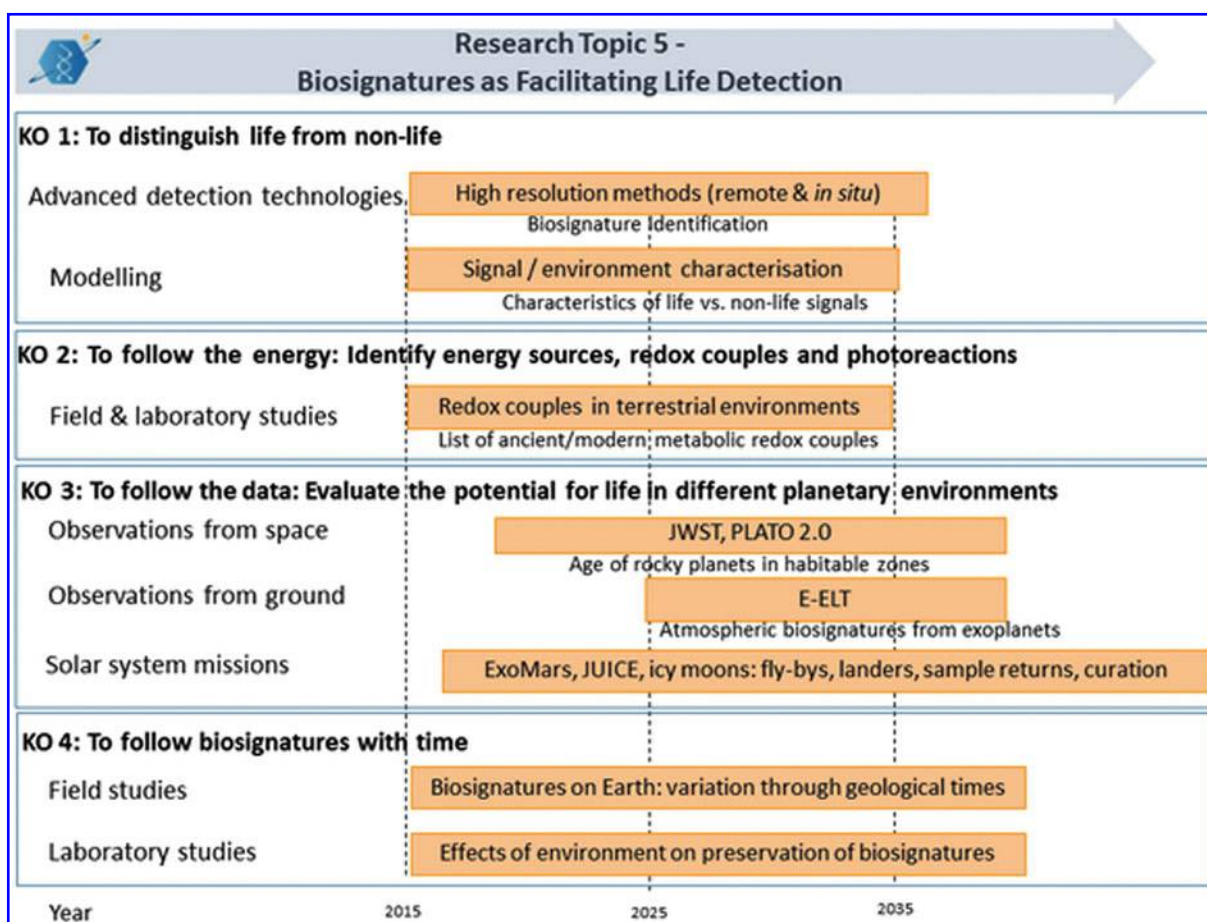 Research Topic 5 -
Biosignatures as Facilitating Life Detection
KO 1: To distinguish life from non-life
Advanced detection technologies
High resolution methods (remote & in situ)
Biosignature Identification
Modelling
Signal / environment characterisation
Characteristics of life vs. non-life signals
KO 2: To follow the energy: Identify energy sources, redox couples and photoreactions
Field & laboratory studies
Redox couples in terrestrial environments
List of ancient/modern metabolic redox couples
KO 3: To follow the data: Evaluate the potential for life in different planetary environments
Observations from space
JWST, PLATO 2.0
Age of rocky planets in habitable zones
Observations from ground
E-ELT
Atmospheric biosignatures from exoplanets
Solar system missions
ExoMars, JUICE, icy moons: fly-bys, landers, sample returns, curation
KO 4: To follow biosignatures with time
Field studies
Biosignatures on Earth: variation through geological times
Laboratory studies
Effects of environment on preservation of biosignatures
Year
2015
2025
2035